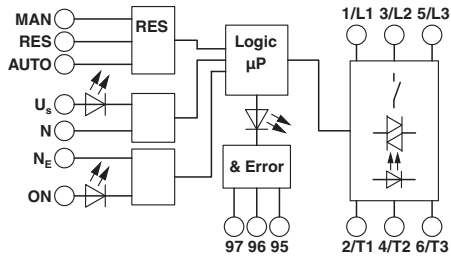 MAN
RES
AUTO
RES
Us
N
NE
ON
Logic
µP
& Error
97 96 95
1/L1 3/L2 5/L3
2/T1 4/T2 6/T3